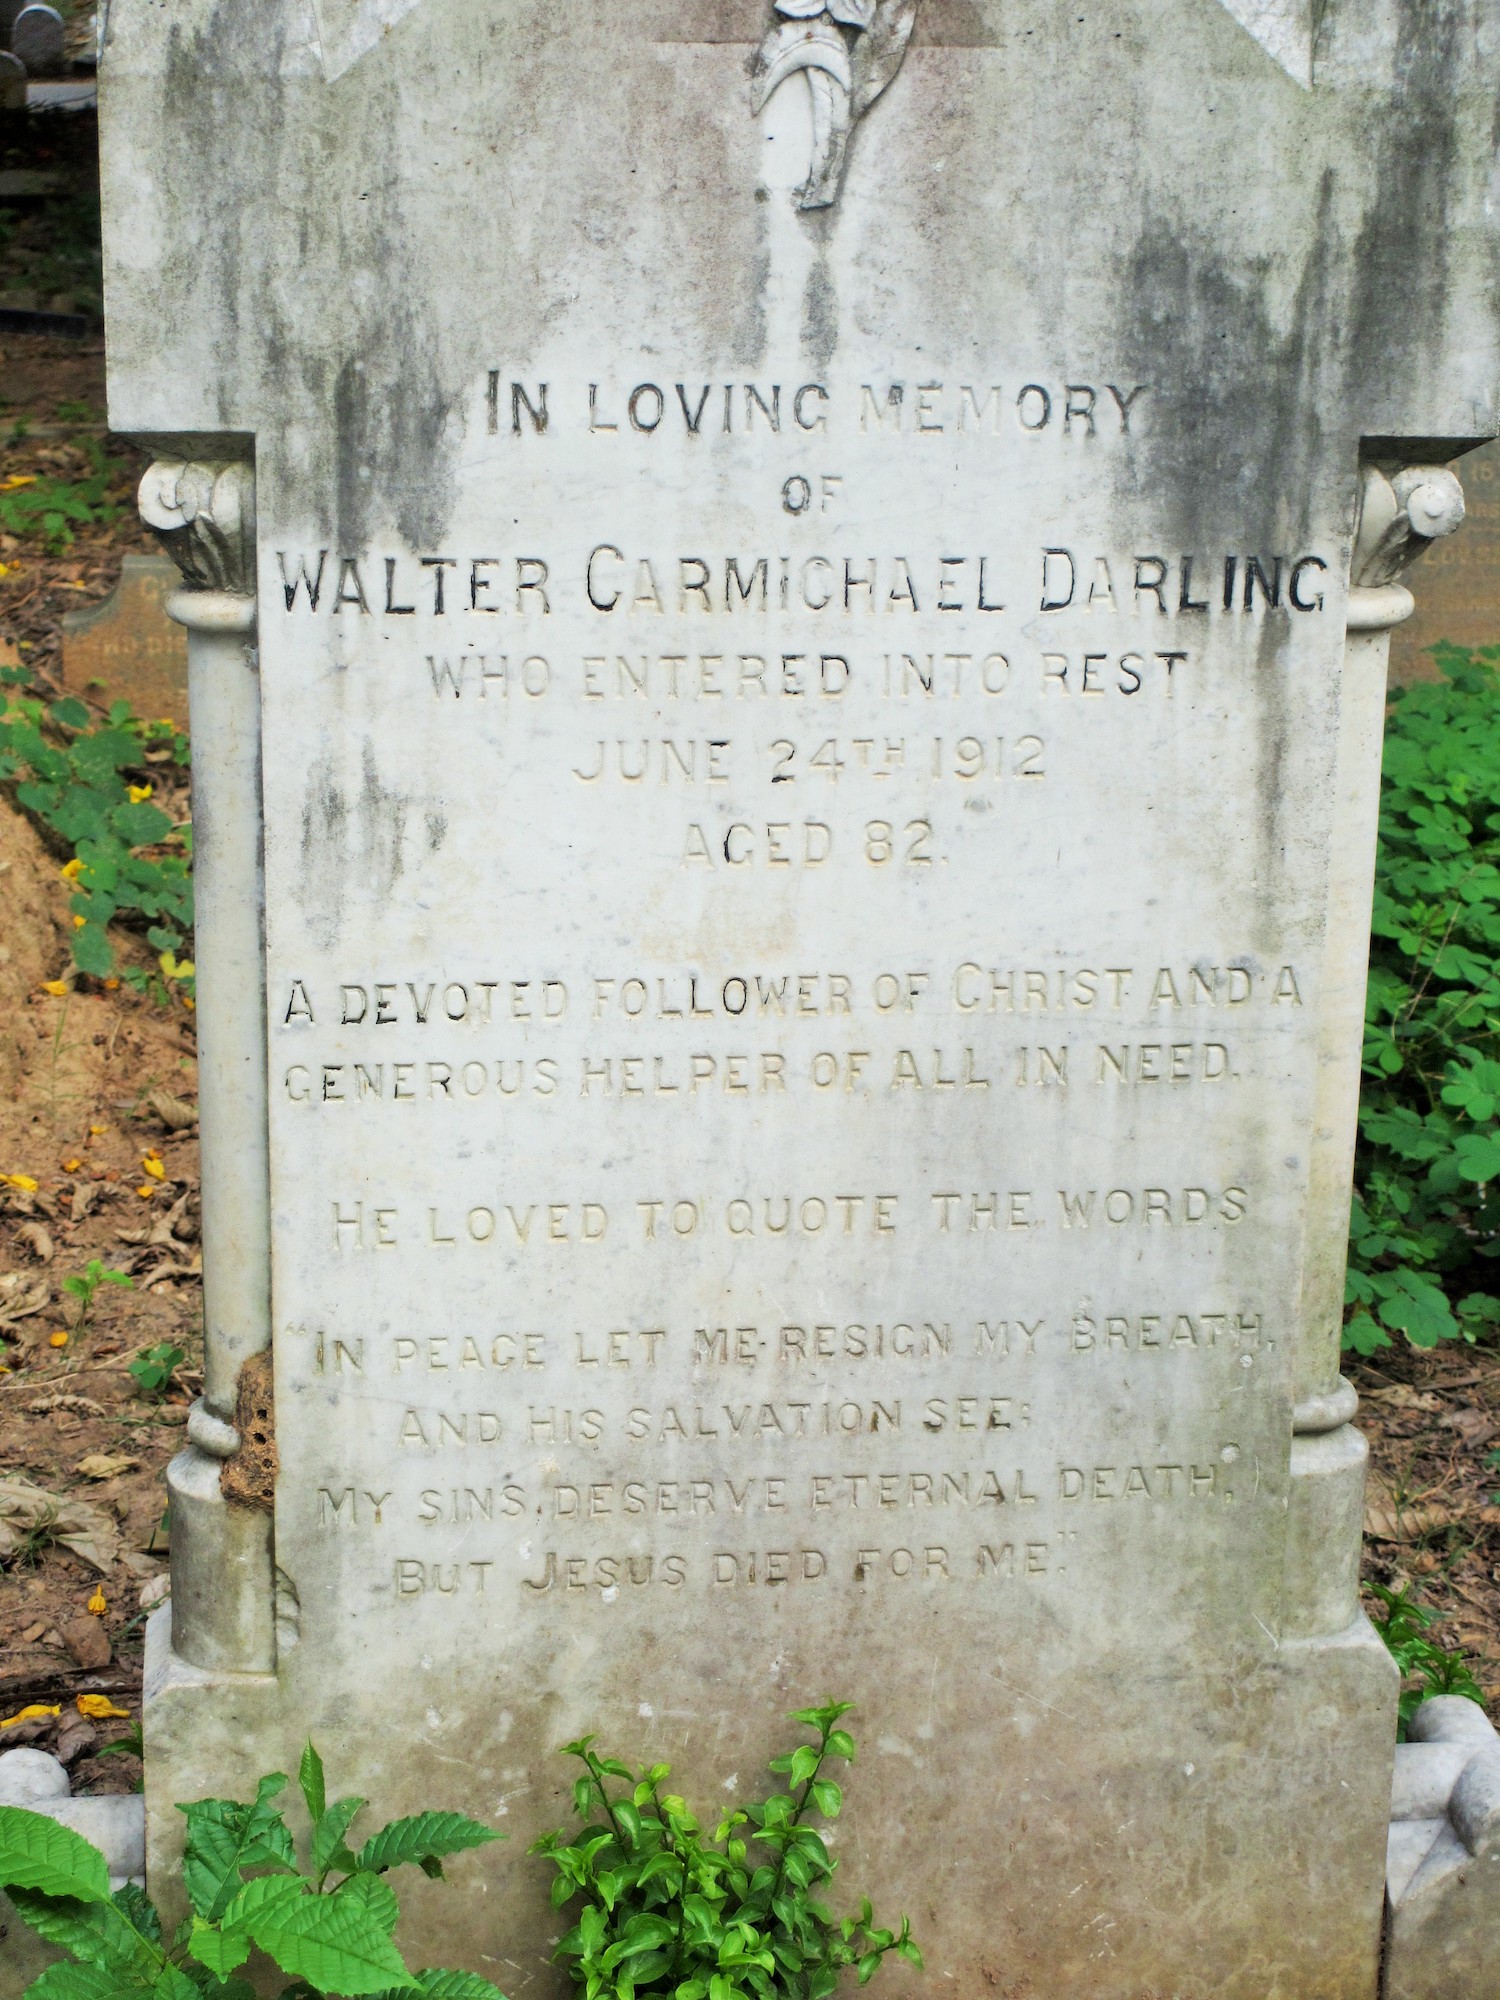 IN LOVING MEMORY
OF
WALTER CARMICHAEL DARLING
WHO ENTERED INTO REST
JUNE 24TH 1912
AGED 82.
A DEVOTED FOLLOWER OF CHRIST AND A
GENEROUS HELPER OF ALL IN NEED.
HE LOVED TO QUOTE THE WORDS
"IN PEACE LET ME RESIGN MY BREATH,
AND HIS SALVATION SEE:
MY SINS DESERVE ETERNAL DEATH,
BUT JESUS DIED FOR ME."